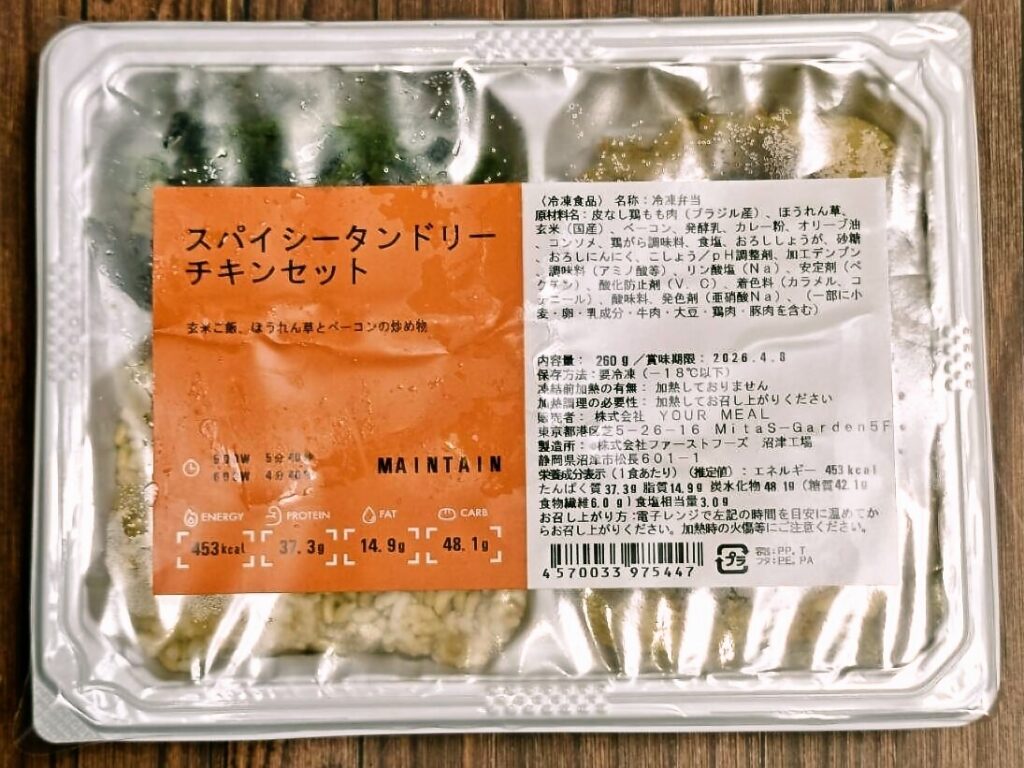 スパイシータンドリー
チキンセット
玄米ご飯、ほうれん草とベーコンの炒め物
500W 5分40秒
600W 4分40秒
MAINTAIN
ENERGY PROTEIN FAT CARB
453kcal 37.3g 14.9g 48.1g
〈冷凍食品〉 名称：冷凍弁当
原材料名：皮なし鶏もも肉（ブラジル産）、ほうれん草、
玄米（国産）、ベーコン、発酵乳、カレー粉、オリーブ油
、コンソメ、鶏がら調味料、食塩、おろししょうが、砂糖
、おろしにんにく、こしょう／pH調整剤、加工デンプン
、調味料（アミノ酸等）、リン酸塩（Na）、安定剤（ペ
クチン）、酸化防止剤（V．C）、着色料（カラメル、コ
チニール）、酸味料、発色剤（亜硝酸Na）、（一部に小
麦・卵・乳成分・牛肉・大豆・鶏肉・豚肉を含む）
内容量： 260g／賞味期限：2026.4.8
保存方法：要冷凍（－18℃以下）
凍結前加熱の有無： 加熱しておりません
加熱調理の必要性： 加熱してお召し上がりください
販売者： 株式会社 YOUR MEAL
東京都港区芝5－26－16 MitaS－Garden5F
製造所： 株式会社ファーストフーズ 沼津工場
静岡県沼津市松長601－1
栄養成分表示（1食あたり）（推定値）：エネルギー 453kcal
たんぱく質37.3g 脂質14.9g 炭水化物48.1g（糖質42.1g
食物繊維6.0g）食塩相当量3.0g
お召し上がり方：電子レンジで左記の時間を目安に温めてか
らお召し上がりください。加熱時の火傷等にご注意ください。
4570033 975447
プラ
容器：PP.T
フタ：PE.PA